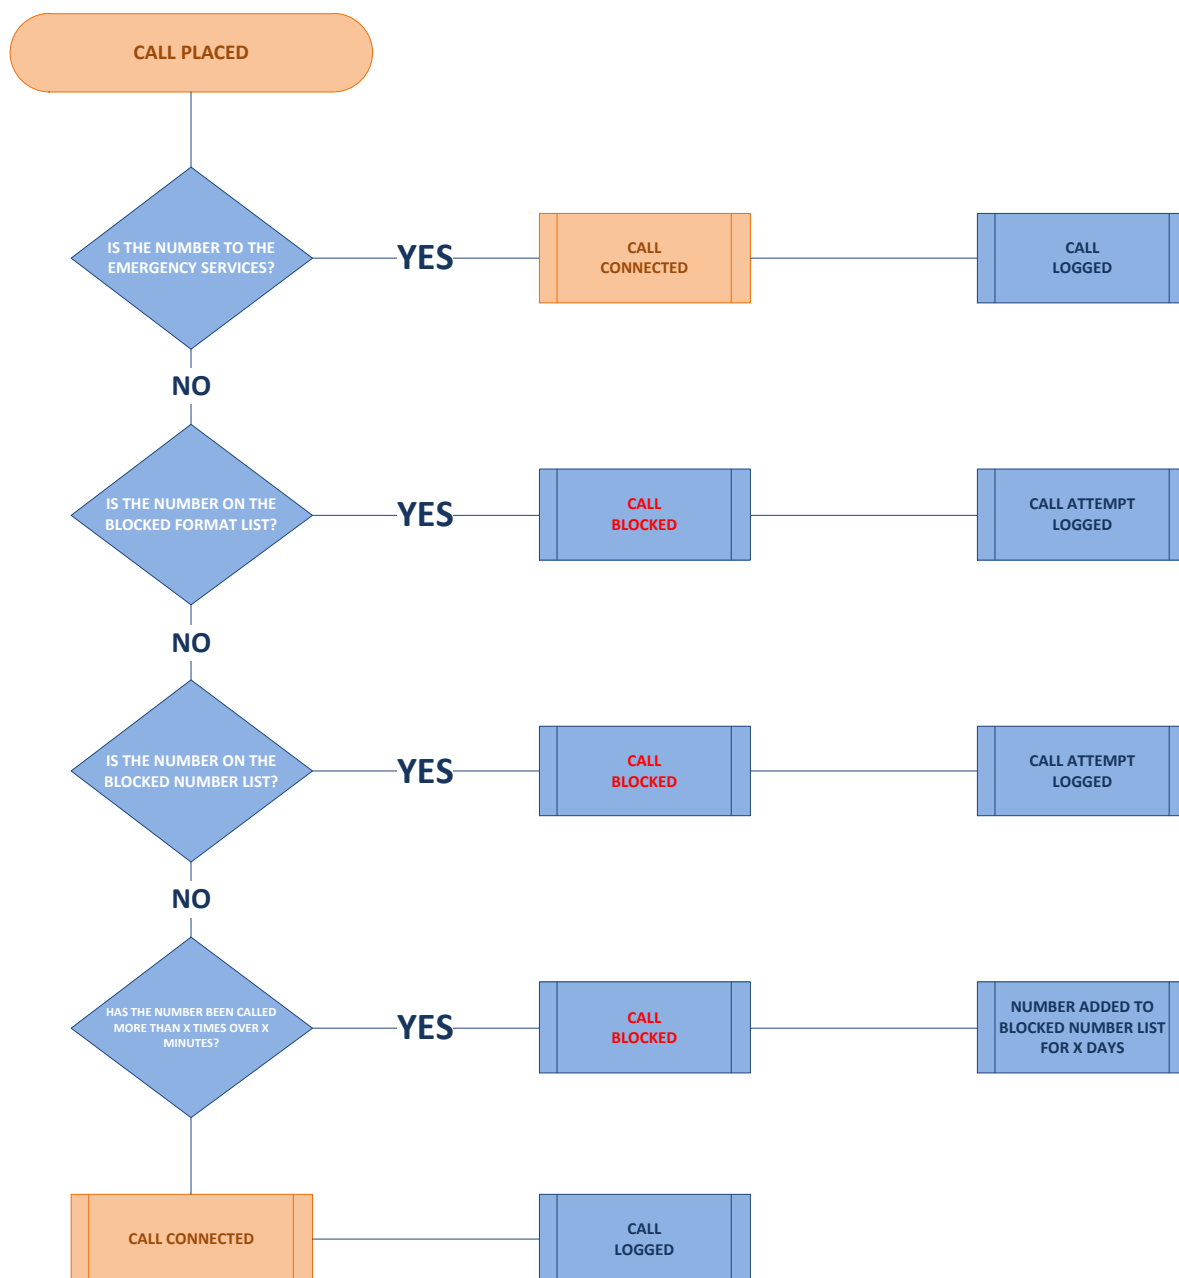 CALL PLACED
IS THE NUMBER TO THE
EMERGENCY SERVICES?
YES
CALL
CONNECTED
CALL
LOGGED
NO
IS THE NUMBER ON THE
BLOCKED FORMAT LIST?
YES
CALL
BLOCKED
CALL ATTEMPT
LOGGED
NO
IS THE NUMBER ON THE
BLOCKED NUMBER LIST?
YES
CALL
BLOCKED
CALL ATTEMPT
LOGGED
NO
HAS THE NUMBER BEEN CALLED
MORE THAN X TIMES OVER X
MINUTES?
YES
CALL
BLOCKED
NUMBER ADDED TO
BLOCKED NUMBER LIST
FOR X DAYS
CALL CONNECTED
CALL
LOGGED